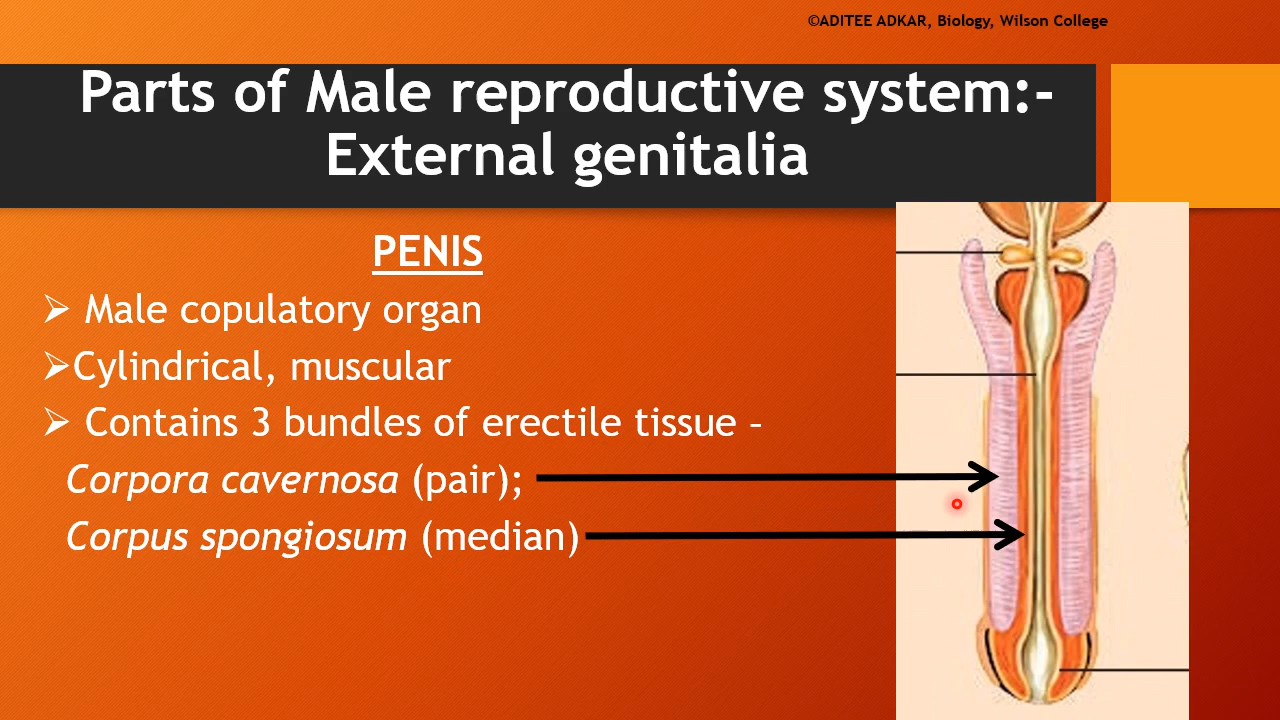 ©ADITEE ADKAR, Biology, Wilson College
Parts of Male reproductive system:-
External genitalia
PENIS
➢ Male copulatory organ
➢Cylindrical, muscular
➢ Contains 3 bundles of erectile tissue –
Corpora cavernosa (pair);
Corpus spongiosum (median)